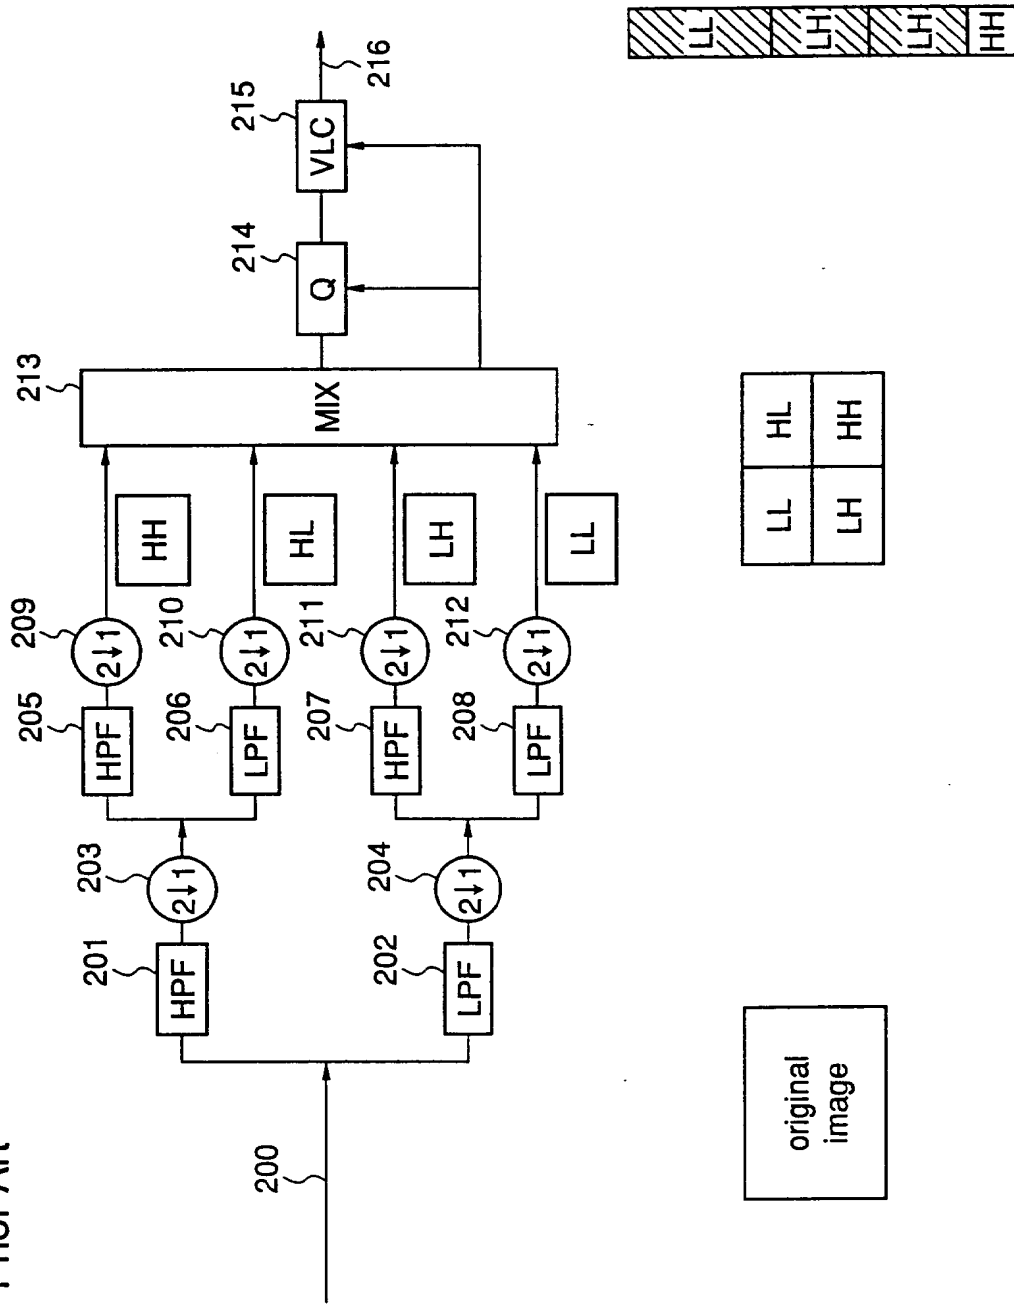 Prior Art
200
201
HPF
202
LPF
203
2↓1
204
2↓1
205
HPF
206
LPF
207
HPF
208
LPF
209
2↓1
210
2↓1
211
2↓1
212
2↓1
HH
HL
LH
LL
213
MIX
214
Q
215
VLC
216
original
image
LL HL
LH HH
LL LH LH HH